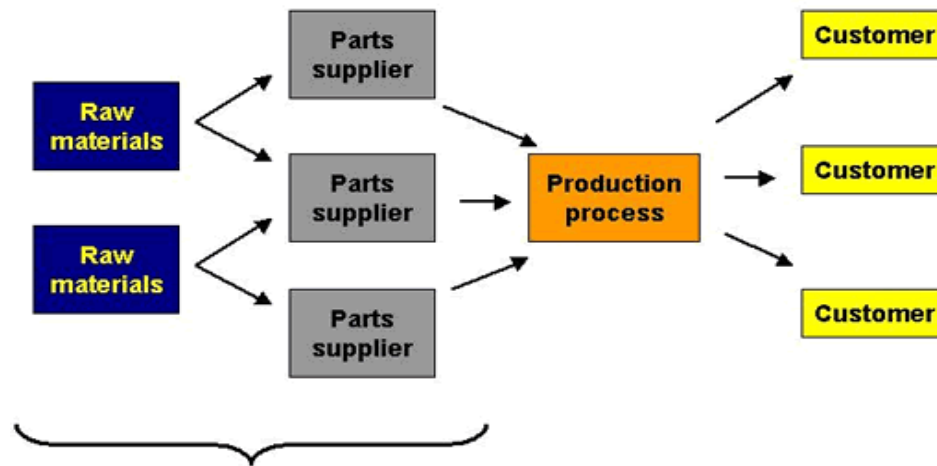 Raw
materials
Raw
materials
Parts
supplier
Parts
supplier
Parts
supplier
Production
process
Customer
Customer
Customer